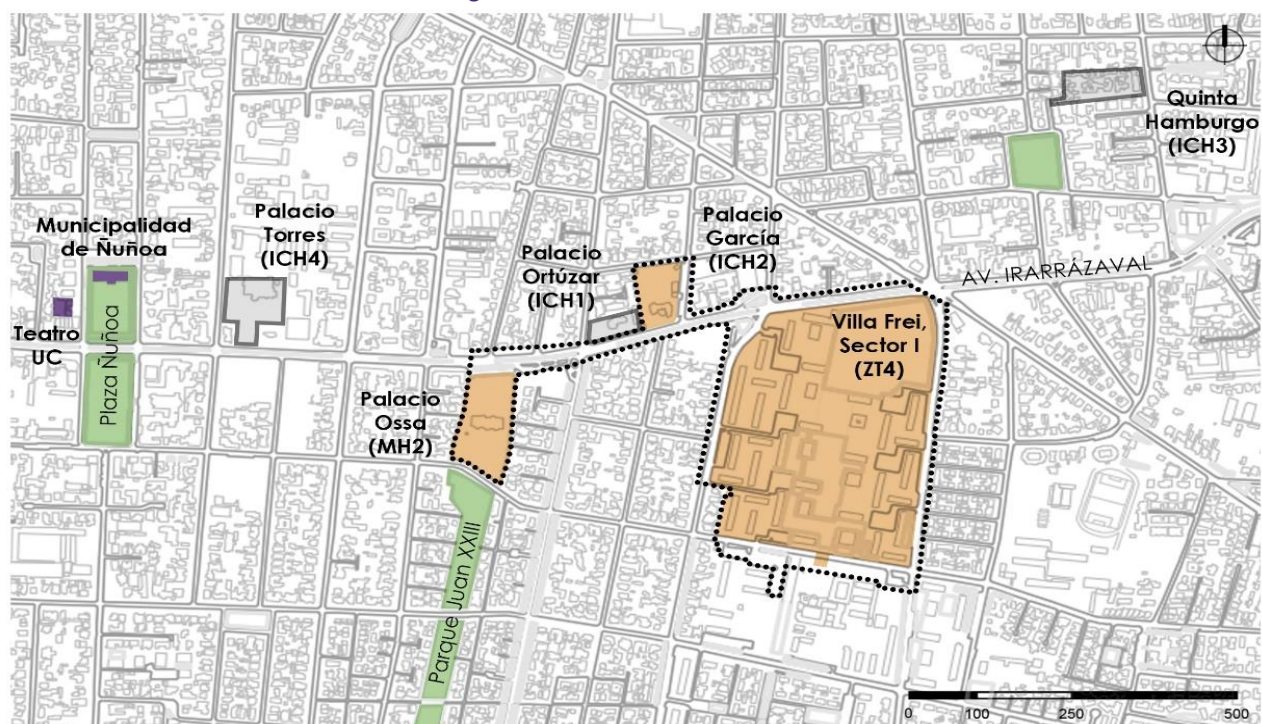 g
Quinta
Hamburgo
(ICH3)
Municipalidad
de Ñuñoa
Palacio
Torres
(ICH4)
Palacio
García
(ICH2)
Palacio
Ortúzar
(ICH1)
AV. IRARRÁZAVAL
Teatro
UC
Plaza Ñuñoa
Villa Frei,
Sector I
(ZT4)
Palacio
Ossa
(MH2)
Parque Juan XXIII
0 100 250 500